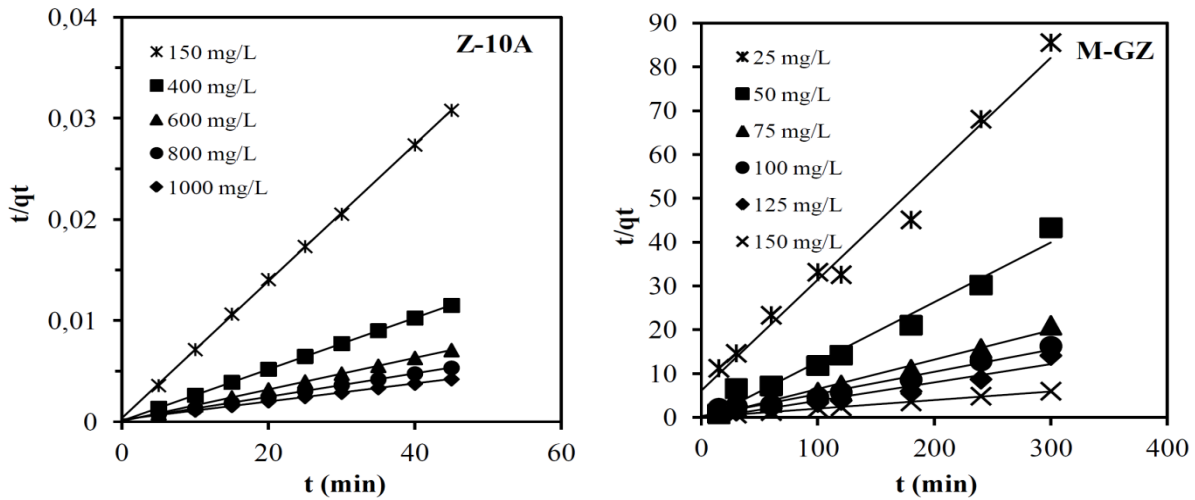 0,04
0,03
0,02
0,01
0
t/qt
150 mg/L
400 mg/L
600 mg/L
800 mg/L
1000 mg/L
Z-10A
0 20 40 60
t (min)
90
80
70
60
50
40
30
20
10
0
t/qt
25 mg/L
50 mg/L
75 mg/L
100 mg/L
125 mg/L
150 mg/L
M-GZ
0 100 200 300 400
t (min)